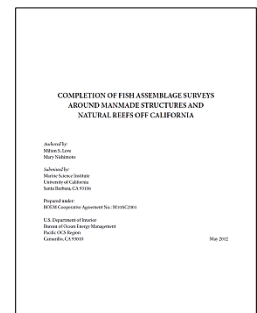 COMPLETION OF FISH ASSEMBLAGE SURVEYS
AROUND MANMADE STRUCTURES AND
NATURAL REEFS OFF CALIFORNIA
Authored by:
Milton S. Love
Mary Nishimoto
Submitted by:
Marine Science Institute
University of California
Santa Barbara, CA 93106
Prepared under:
BOEM Cooperative Agreement No.:
U.S. Department of Interior
Bureau of Ocean Energy Management
Pacific OCS Region
Camarillo, CA 93010 May 2012